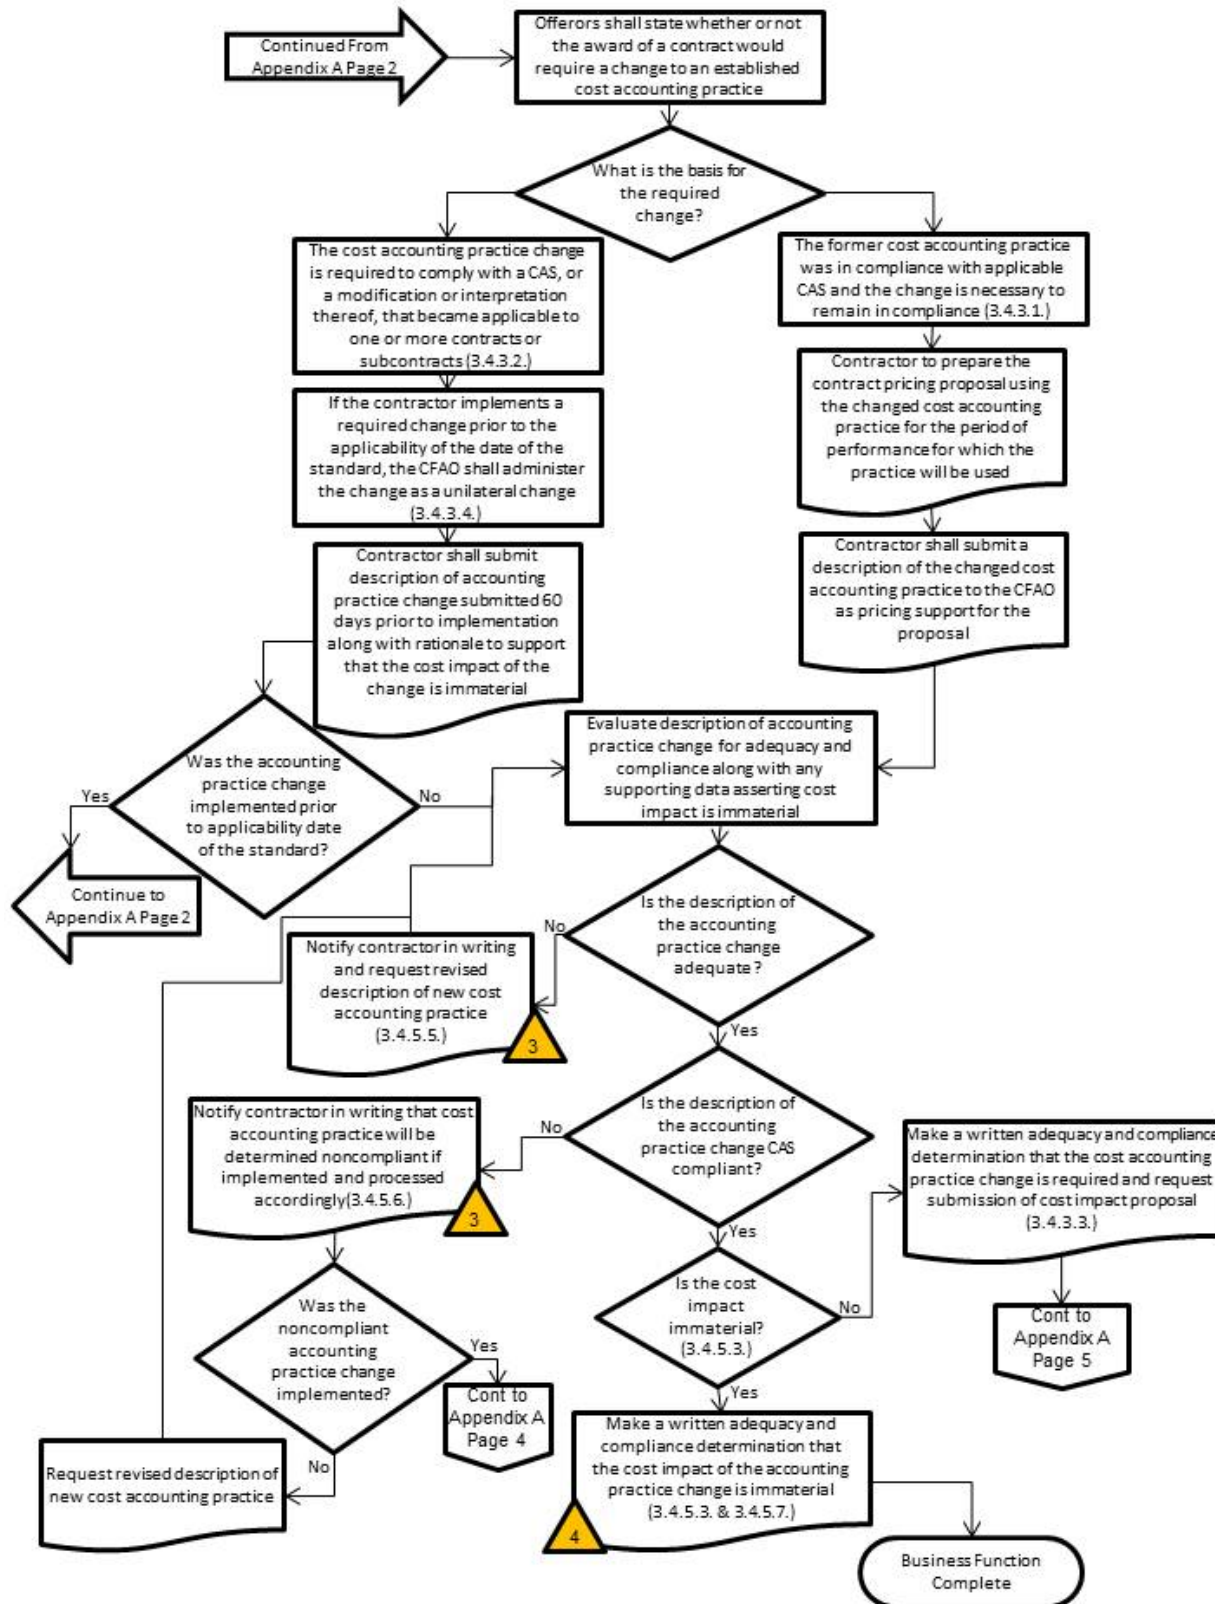 Continued From
Appendix A Page 2
Offerors shall state whether or not
the award of a contract would
require a change to an established
cost accounting practice
What is the basis for
the required
change?
The cost accounting practice change
is required to comply with a CAS, or
a modification or interpretation
thereof, that became applicable to
one or more contracts or
subcontracts (3.4.3.2.)
The former cost accounting practice
was in compliance with applicable
CAS and the change is necessary to
remain in compliance (3.4.3.1.)
If the contractor implements a
required change prior to the
applicability of the date of the
standard, the CFAO shall administer
the change as a unilateral change
(3.4.3.4.)
Contractor to prepare the
contract pricing proposal using
the changed cost accounting
practice for the period of
performance for which the
practice will be used
Contractor shall submit
description of accounting
practice change submitted 60
days prior to implementation
along with rationale to support
that the cost impact of the
change is immaterial
Contractor shall submit a
description of the changed cost
accounting practice to the CFAO
as pricing support for the
proposal
Was the accounting
practice change
implemented prior
to applicability date
of the standard?
Yes
No
Continue to
Appendix A Page 2
Evaluate description of accounting
practice change for adequacy and
compliance along with any
supporting data asserting cost
impact is immaterial
Is the description of
the accounting
practice change
adequate?
No
Yes
Notify contractor in writing
and request revised
description of new cost
accounting practice
(3.4.5.5.)
3
Is the description of
the accounting
practice change CAS
compliant?
No
Yes
Notify contractor in writing that cost
accounting practice will be
determined noncompliant if
implemented and processed
accordingly(3.4.5.6.)
3
Make a written adequacy and compliance
determination that the cost accounting
practice change is required and request
submission of cost impact proposal
(3.4.3.3.)
Is the cost
impact
immaterial?
(3.4.5.3.)
No
Yes
Cont to
Appendix A
Page 5
Was the
noncompliant
accounting
practice change
implemented?
Yes
No
Cont to
Appendix A
Page 4
Request revised description of
new cost accounting practice
Make a written adequacy and
compliance determination that
the cost impact of the accounting
practice change is immaterial
(3.4.5.3. & 3.4.5.7.)
4
Business Function
Complete